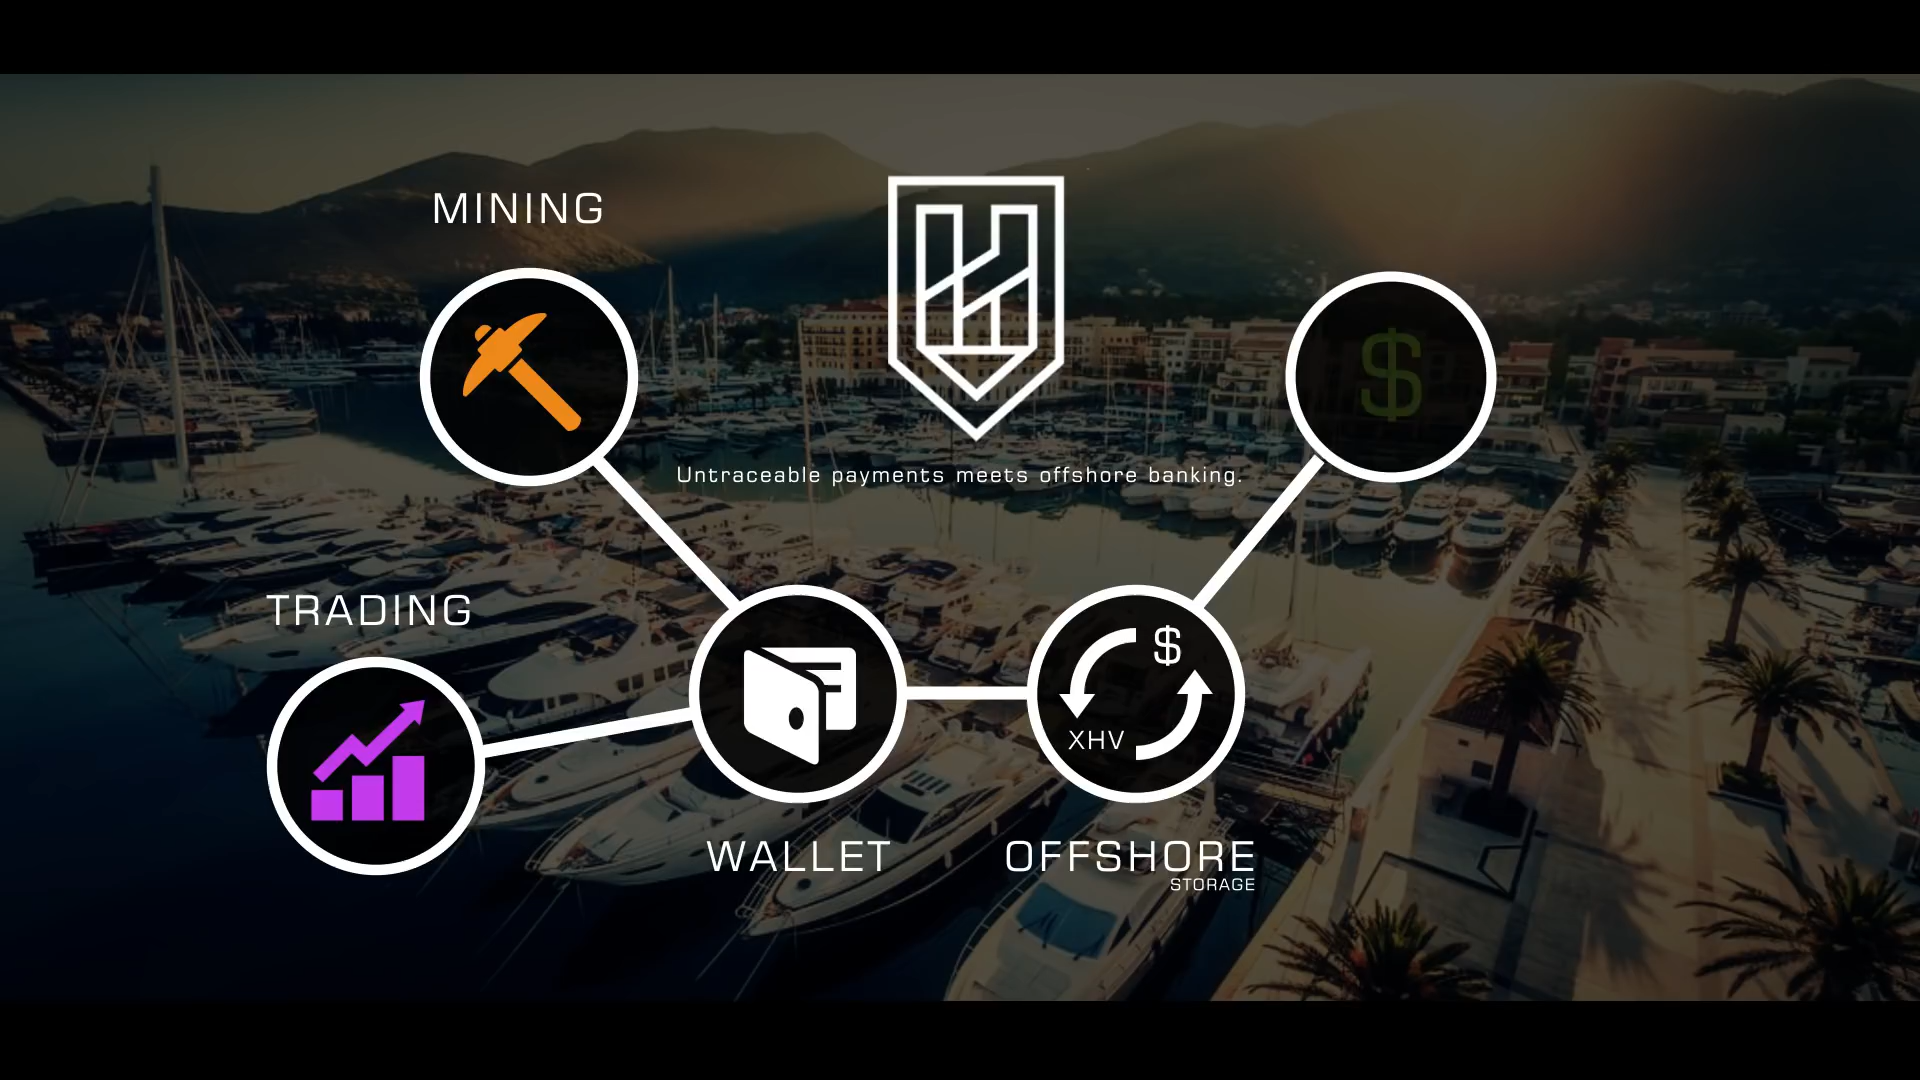 MINING
Untraceable payments meets offshore banking.
$
TRADING
$
XHV
WALLET
OFFSHORE
STORAGE